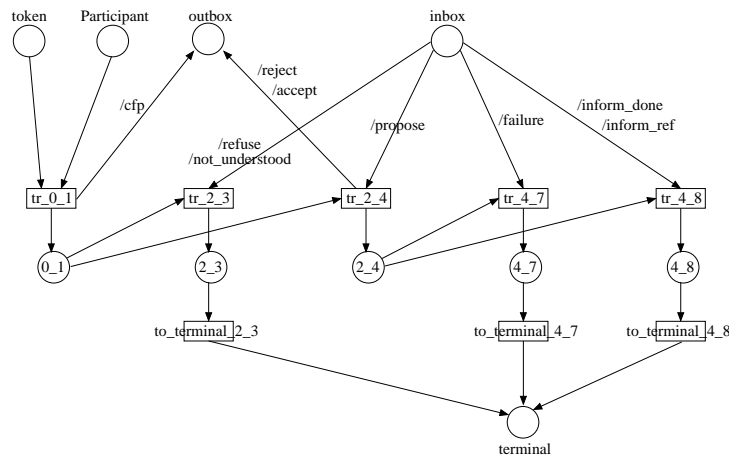 token
Participant
outbox
inbox
/reject
/accept
/cfp
/inform_done
/inform_ref
/propose
/failure
/refuse
/not_understood
tr_0_1
tr_2_3
tr_2_4
tr_4_7
tr_4_8
0_1
2_3
2_4
4_7
4_8
to_terminal_2_3
to_terminal_4_7
to_terminal_4_8
terminal